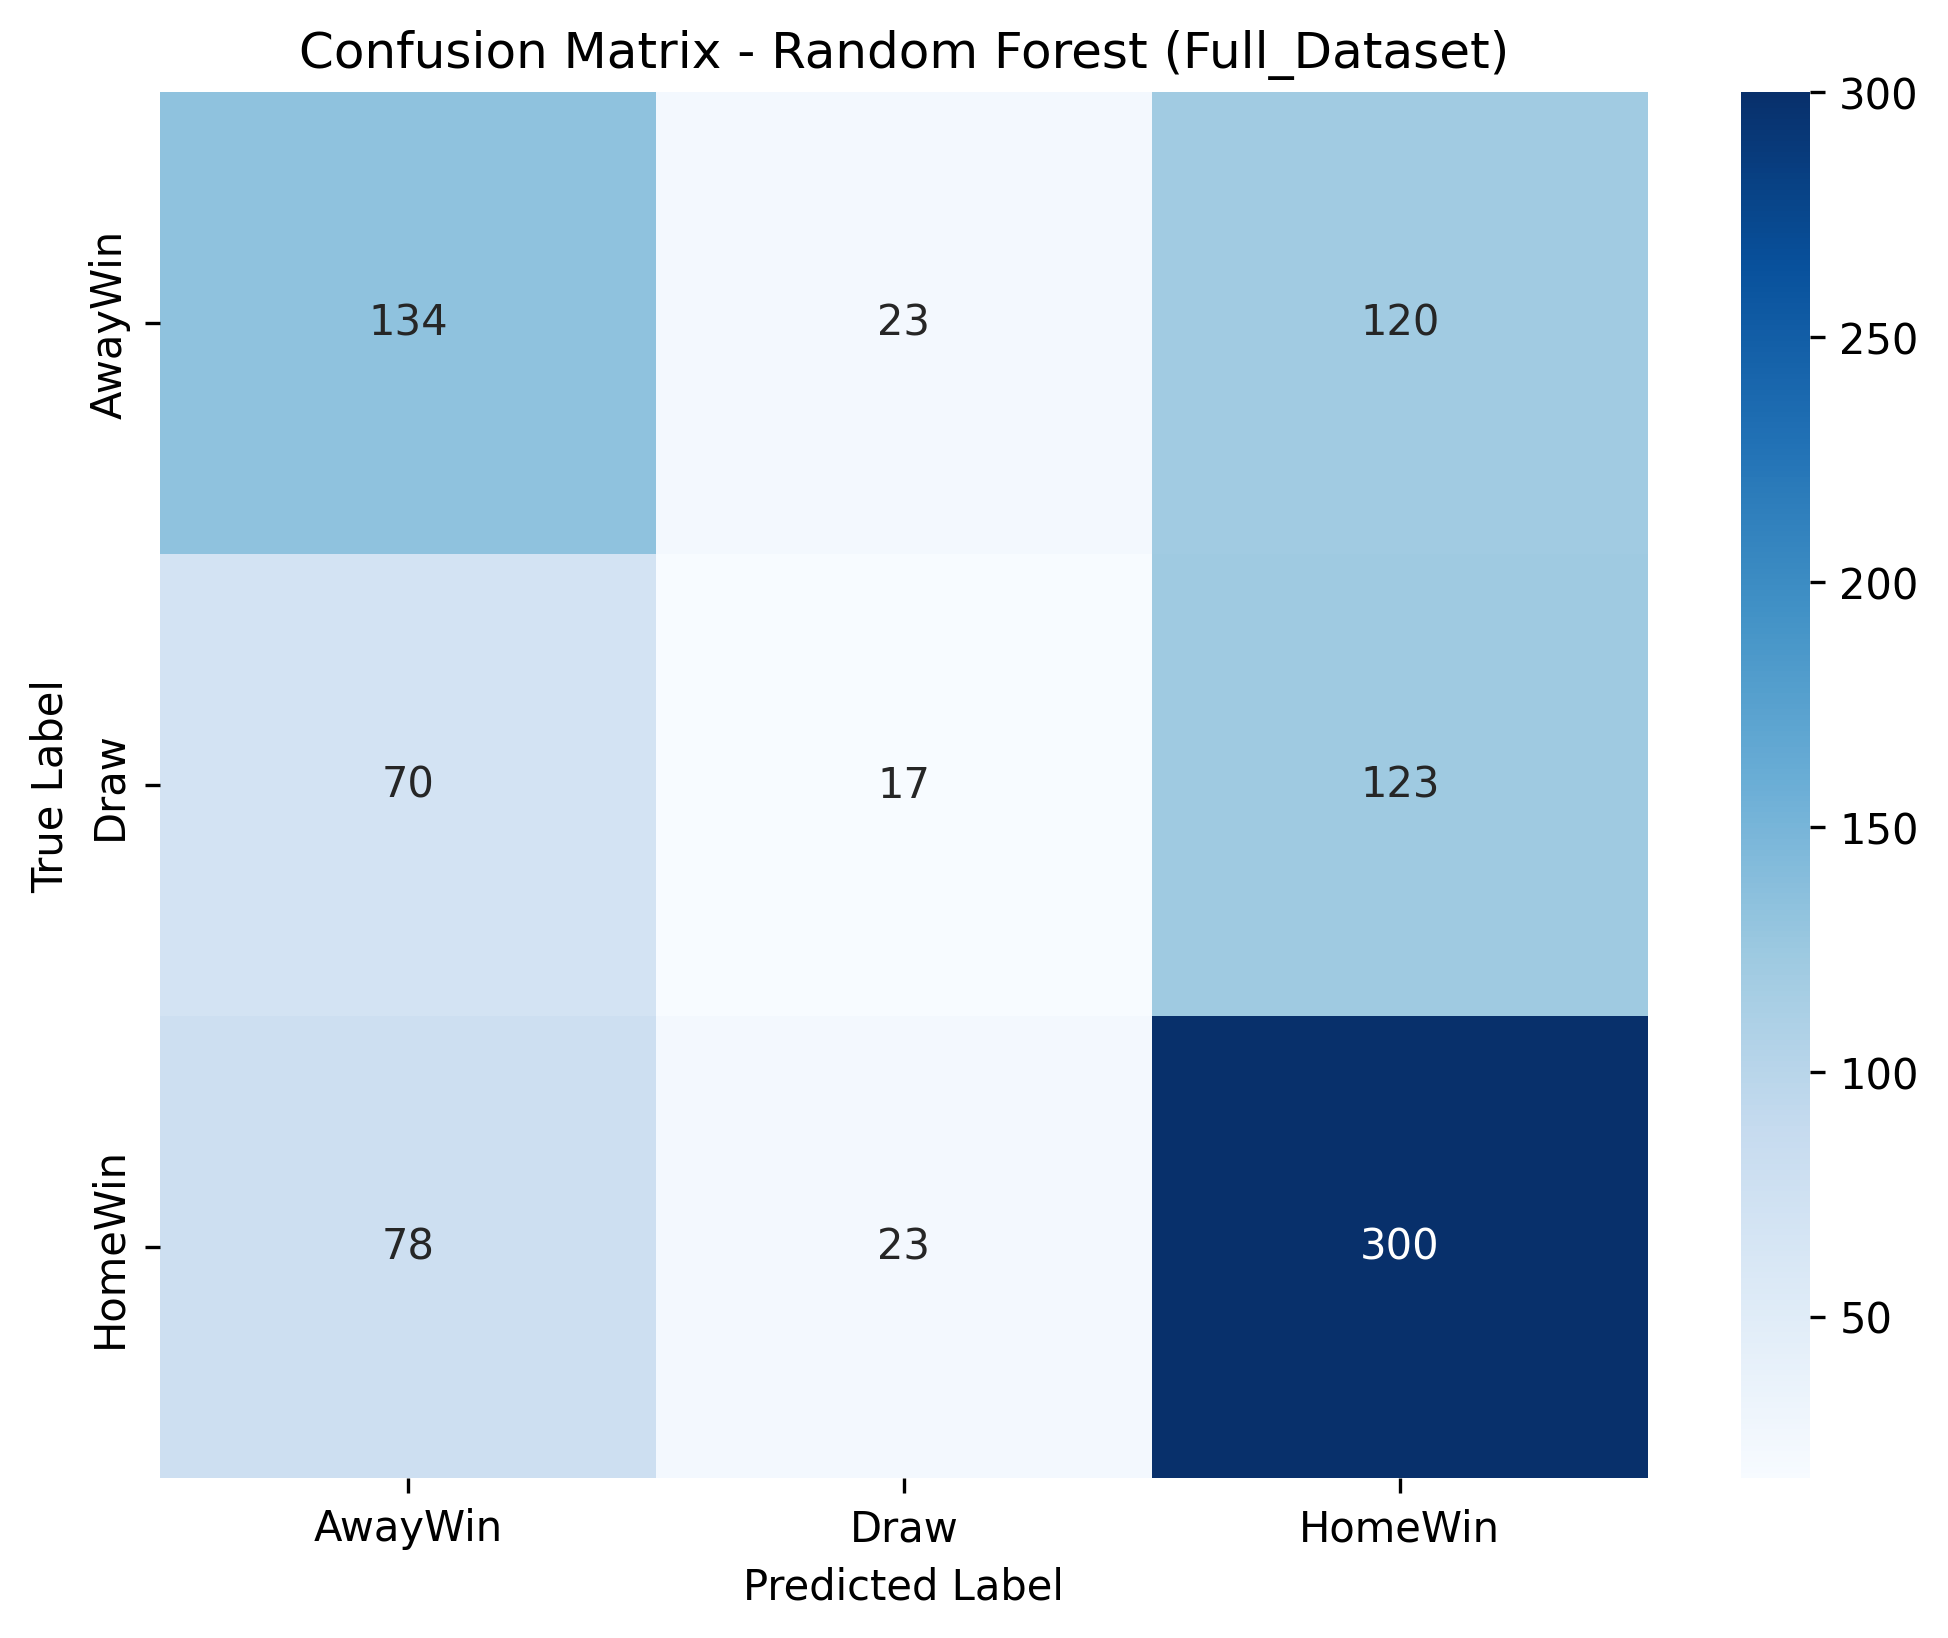 Confusion Matrix - Random Forest (Full_Dataset)
True Label
AwayWin
134 23 120
Draw
70 17 123
HomeWin
78 23 300
AwayWin Draw HomeWin
Predicted Label
300
250
200
150
100
50